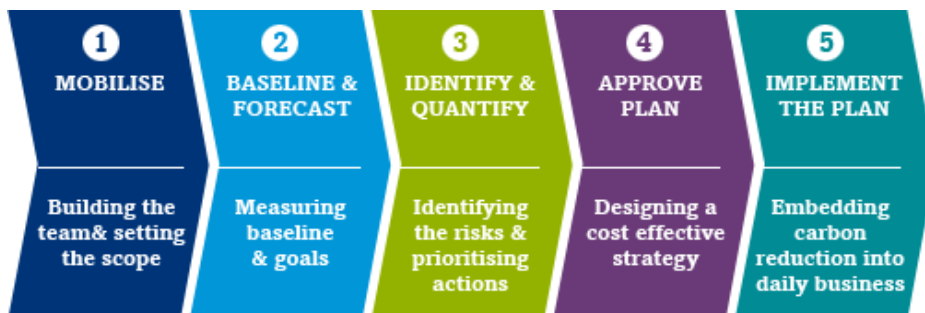 1
MOBILISE
Building the
team& setting
the scope
2
BASELINE &
FORECAST
Measuring
baseline
& goals
3
IDENTIFY &
QUANTIFY
Identifying
the risks &
prioritising
actions
4
APPROVE
PLAN
Designing a
cost effective
strategy
5
IMPLEMENT
THE PLAN
Embedding
carbon
reduction into
daily business